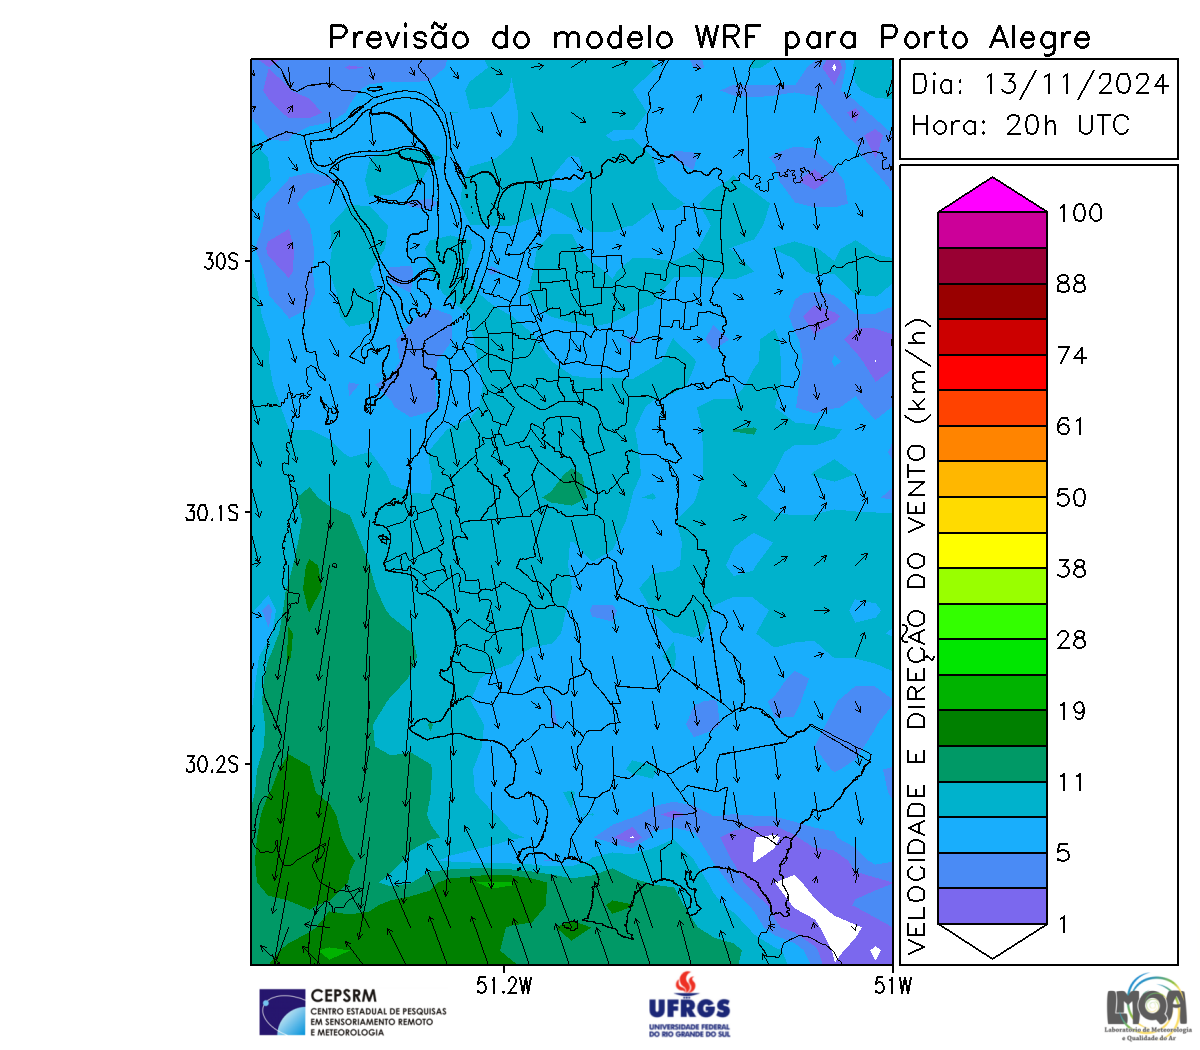 Previsão do modelo WRF para Porto Alegre
Dia: 13/11/2024
Hora: 20h UTC
30S
30.1S
30.2S
51.2W
51W
VELOCIDADE E DIREÇÃO DO VENTO (km/h)
100
88
74
61
50
38
28
19
11
5
1
CEPSRM
CENTRO ESTADUAL DE PESQUISAS
EM SENSORIAMENTO REMOTO
E METEOROLOGIA
UFRGS
UNIVERSIDADE FEDERAL
DO RIO GRANDE DO SUL
LMQA
Laboratório de Meteorologia
e Qualidade do Ar